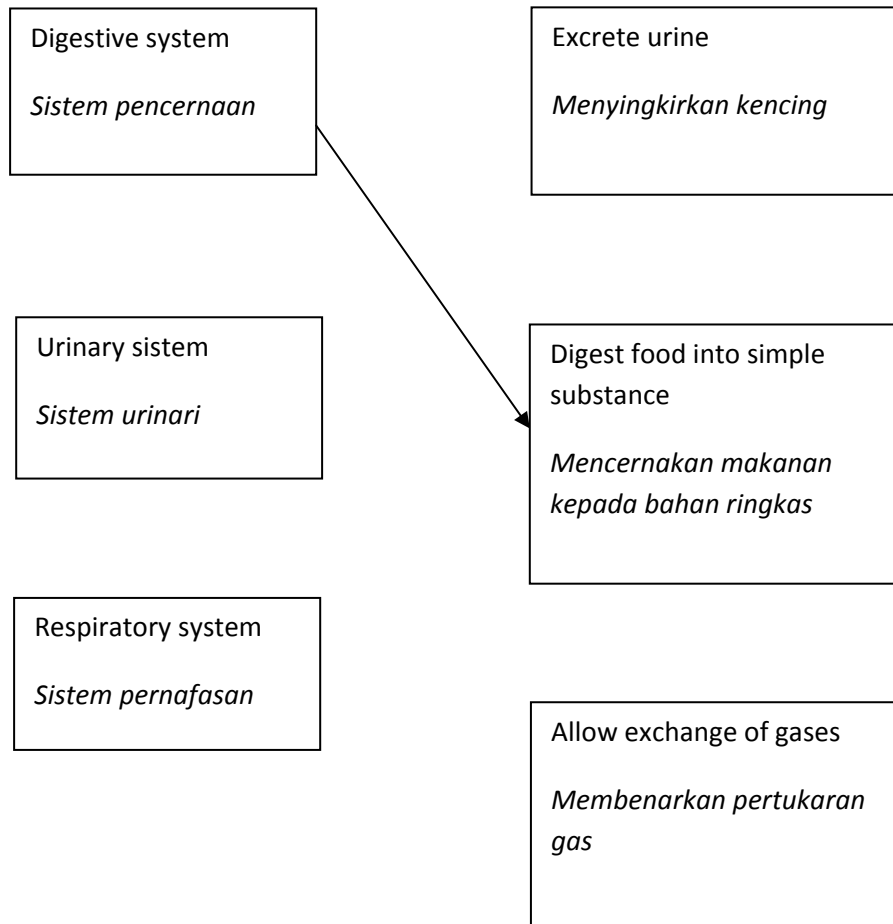 Digestive system
Sistem pencernaan
Urinary sistem
Sistem urinari
Respiratory system
Sistem pernafasan
Excrete urine
Menyingkirkan kencing
Digest food into simple
substance
Mencernakan makanan
kepada bahan ringkas
Allow exchange of gases
Membenarkan pertukaran
gas